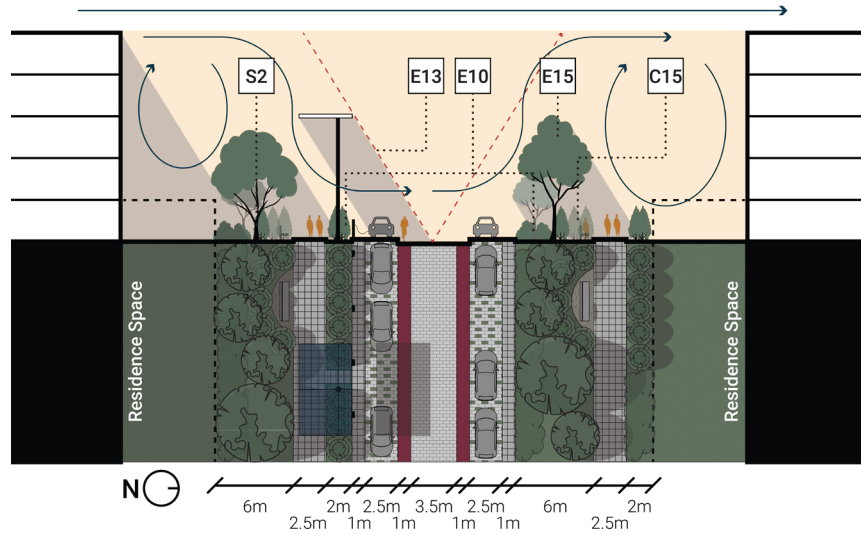 S2
E13
E10
E15
C15
Residence Space
Residence Space
N
6m
2.5m
2m
1m
2.5m
1m
3.5m
1m
2.5m
1m
6m
2.5m
2m